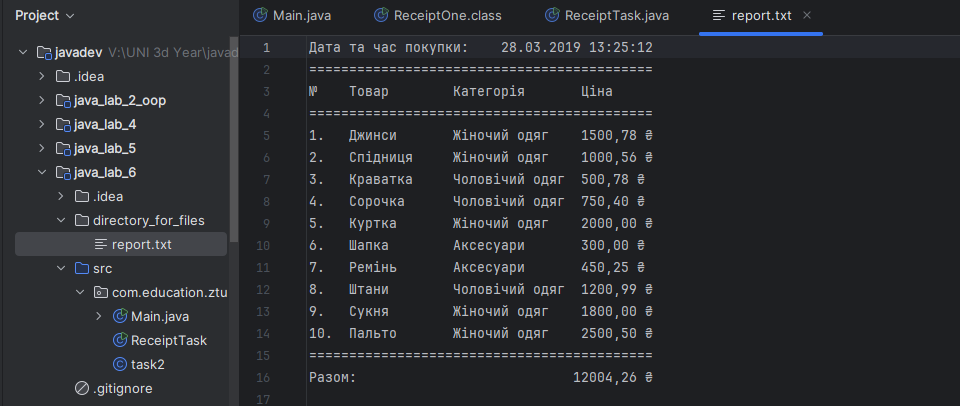 Project
javadev V:\UNI 3d Year\javad
.idea
java_lab_2_oop
java_lab_4
java_lab_5
java_lab_6
.idea
directory_for_files
report.txt
src
com.education.ztu
Main.java
ReceiptTask
task2
.gitignore
Main.java ReceiptOne.class ReceiptTask.java report.txt
1 Дата та час покупки: 28.03.2019 13:25:12
2 ===========================================
3 № Товар Категорія Ціна
4 ===========================================
5 1. Джинси Жіночий одяг 1500,78 ₴
6 2. Спідниця Жіночий одяг 1000,56 ₴
7 3. Краватка Чоловічий одяг 500,78 ₴
8 4. Сорочка Чоловічий одяг 750,40 ₴
9 5. Куртка Жіночий одяг 2000,00 ₴
10 6. Шапка Аксесуари 300,00 ₴
11 7. Ремінь Аксесуари 450,25 ₴
12 8. Штани Чоловічий одяг 1200,99 ₴
13 9. Сукня Жіночий одяг 1800,00 ₴
14 10. Пальто Жіночий одяг 2500,50 ₴
15 ===========================================
16 Разом: 12004,26 ₴
17